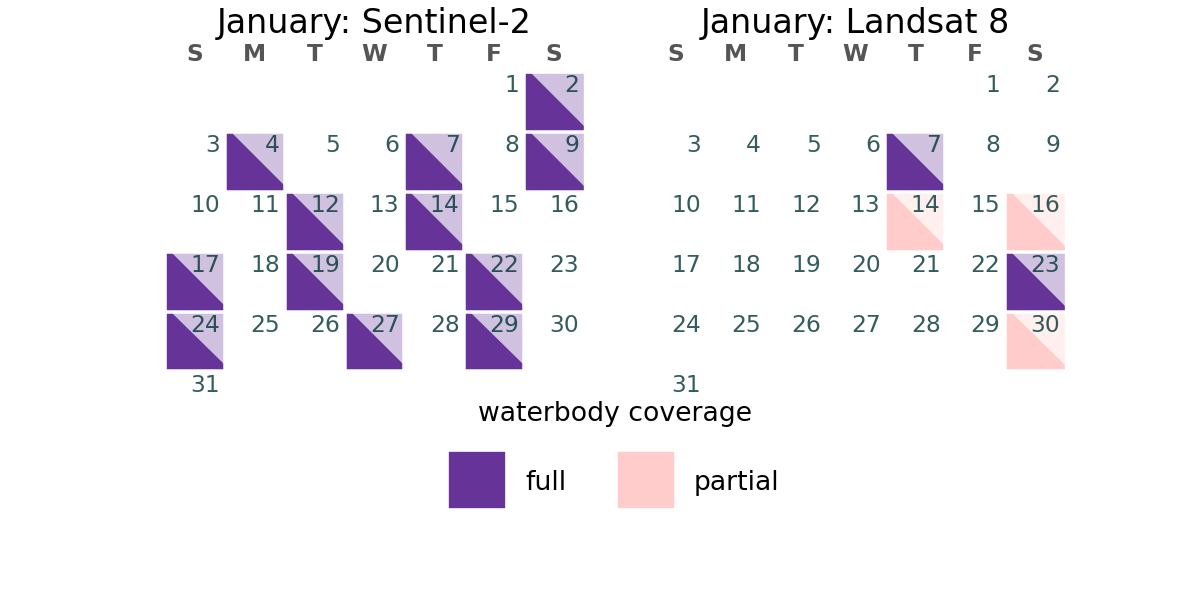 January: Sentinel-2
S M T W T F S
1 2
3 4 5 6 7 8 9
10 11 12 13 14 15 16
17 18 19 20 21 22 23
24 25 26 27 28 29 30
31
January: Landsat 8
S M T W T F S
1 2
3 4 5 6 7 8 9
10 11 12 13 14 15 16
17 18 19 20 21 22 23
24 25 26 27 28 29 30
31
waterbody coverage
full
partial